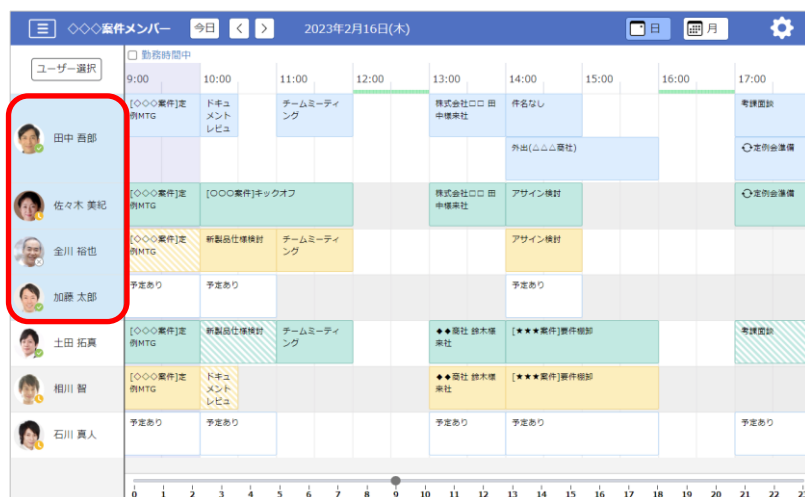 ◇◇◇案件メンバー 今日 < > 2023年2月16日(木) 日 月
ユーザー選択 勤務時間中
9:00 10:00 11:00 12:00 13:00 14:00 15:00 16:00 17:00
田中 吾郎
[◇◇◇案件]定
例MTG
ドキュ
メント
レビュ
チームミーティ
ング
株式会社□□ 田
中様来社
件名なし
考課面談
外出(△△△商社)
定例会準備
佐々木 美紀
[◇◇◇案件]定
例MTG
[○○○案件]キックオフ
株式会社□□ 田
中様来社
アサイン検討
定例会準備
金川 裕也
[◇◇◇案件]定
例MTG
新製品仕様検討
チームミーティ
ング
アサイン検討
加藤 太郎
予定あり
予定あり
予定あり
土田 拓真
[◇◇◇案件]定
例MTG
新製品仕様検討
チームミーティ
ング
◆◆商社 鈴木様
来社
[★★★案件]要件棚卸
考課面談
相川 智
[◇◇◇案件]定
例MTG
ドキュ
メント
レビュ
◆◆商社 鈴木様
来社
[★★★案件]要件棚卸
石川 真人
予定あり
予定あり
予定あり
予定あり
予定あり
0 1 2 3 4 5 6 7 8 9 10 11 12 13 14 15 16 17 18 19 20 21 22